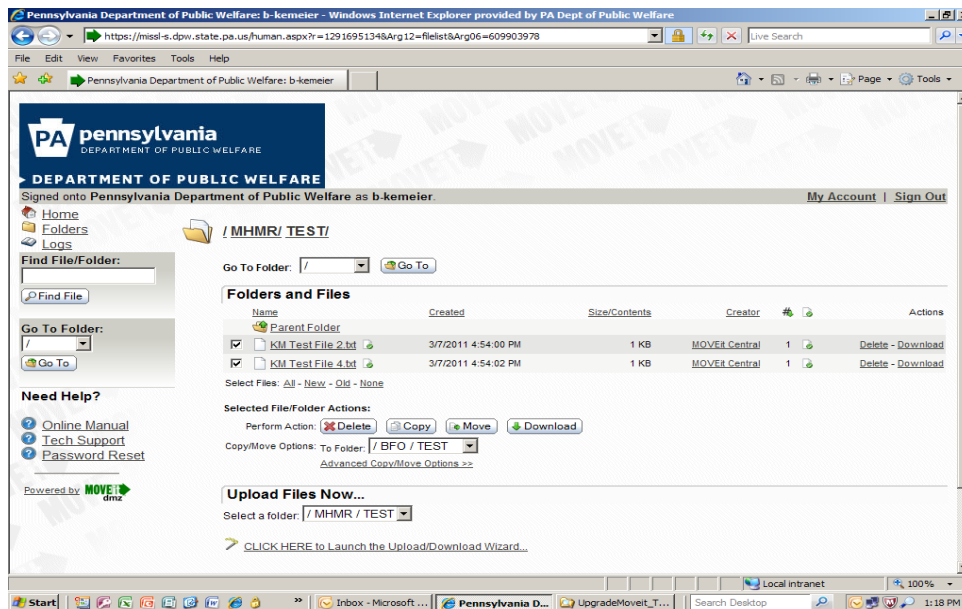 Pennsylvania Department of Public Welfare: b-kemeier - Windows Internet Explorer provided by PA Dept of Public Welfare
https://missl-s.dpw.state.pa.us/human.aspx?r=1291695134&Arg12=filelist&Arg06=609903978
Live Search
File Edit View Favorites Tools Help
Pennsylvania Department of Public Welfare: b-kemeier
Page Tools
PA pennsylvania
DEPARTMENT OF PUBLIC WELFARE
DEPARTMENT OF PUBLIC WELFARE
Signed onto Pennsylvania Department of Public Welfare as b-kemeier. My Account | Sign Out
Home
Folders
Logs
Find File/Folder:
Find File
Go To Folder:
/
Go To
Need Help?
Online Manual
Tech Support
Password Reset
Powered by MOVEit dmz
/ MHMR/ TEST/
Go To Folder: / Go To
Folders and Files
Name Created Size/Contents Creator # Actions
Parent Folder
KM Test File 2.txt 3/7/2011 4:54:00 PM 1 KB MOVEit Central 1 Delete - Download
KM Test File 4.txt 3/7/2011 4:54:02 PM 1 KB MOVEit Central 1 Delete - Download
Select Files: All - New - Old - None
Selected File/Folder Actions:
Perform Action: Delete Copy Move Download
Copy/Move Options: To Folder: / BFO / TEST
Advanced Copy/Move Options >>
Upload Files Now...
Select a folder: / MHMR / TEST
CLICK HERE to Launch the Upload/Download Wizard...
Local intranet 100%
Start » Inbox - Microsoft ... Pennsylvania D... UpgradeMoveit_T... Search Desktop 1:18 PM